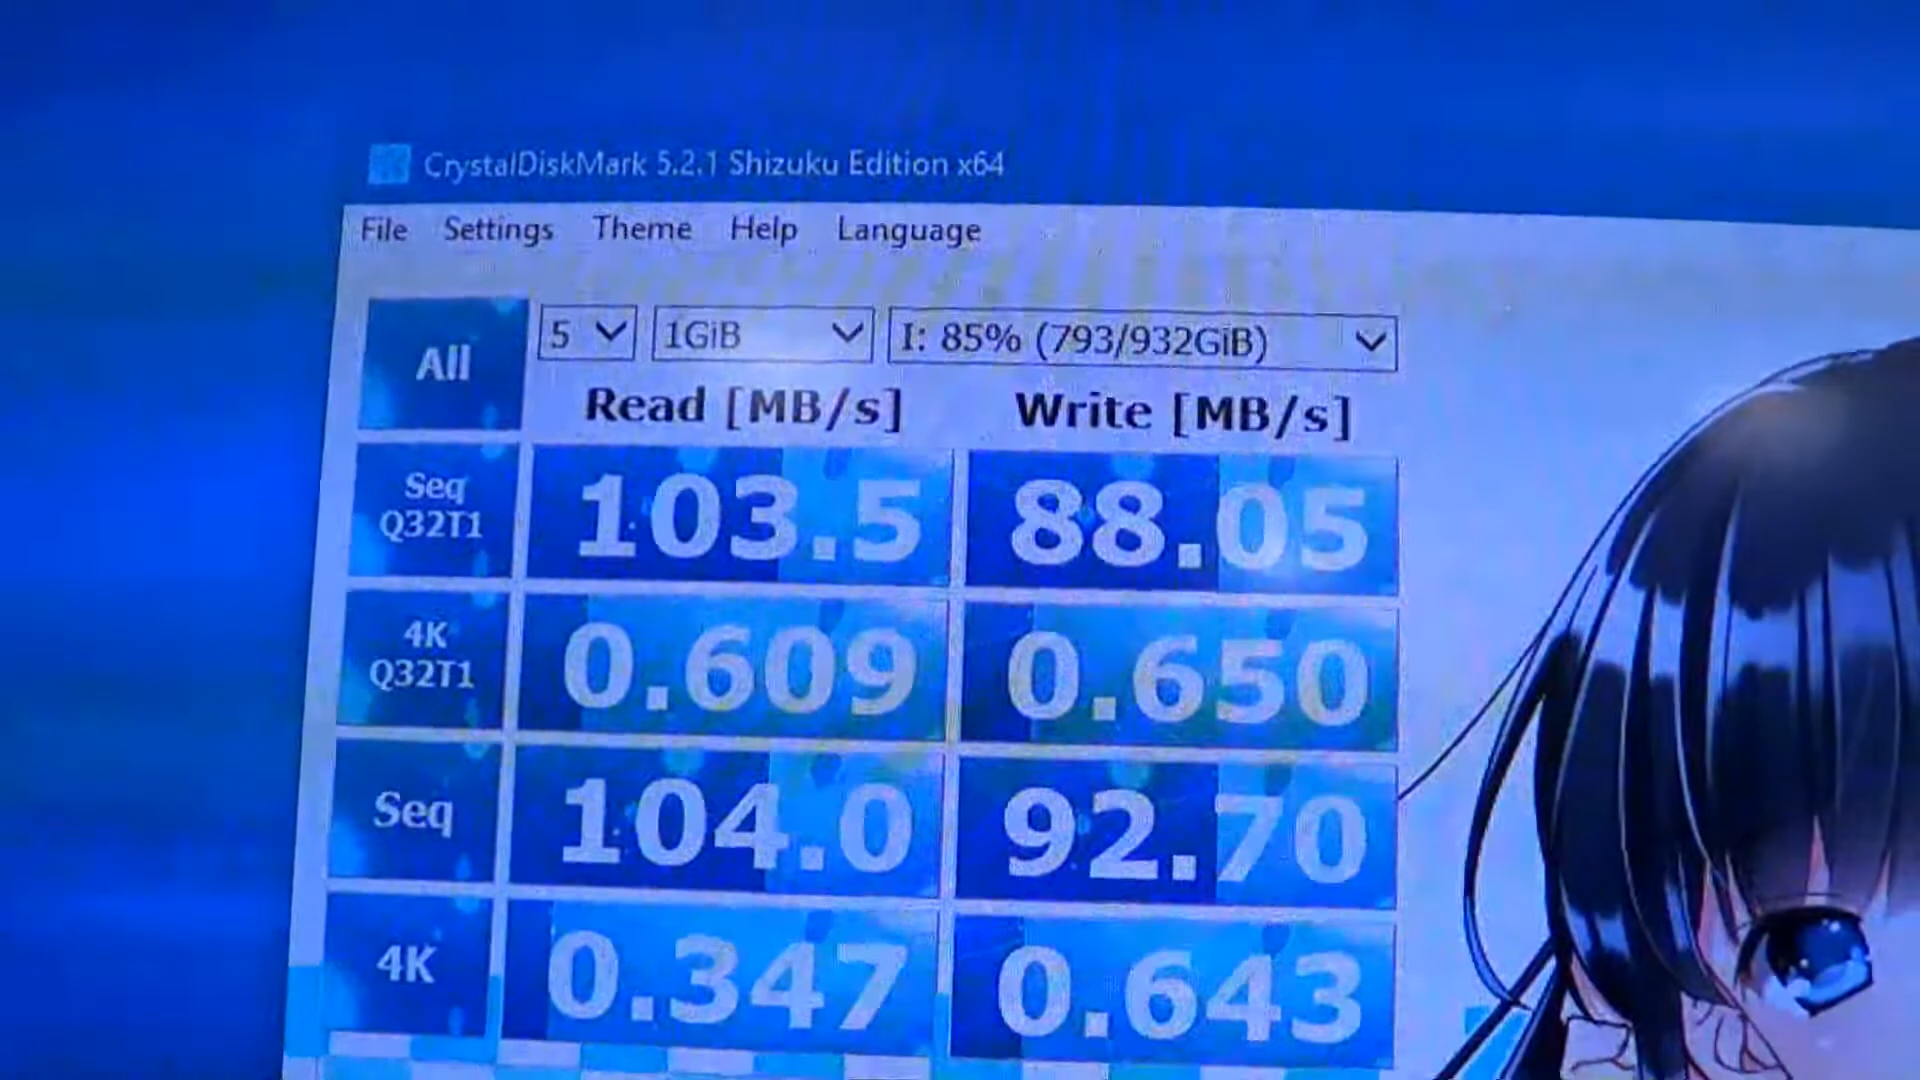 CrystalDiskMark 5.2.1 Shizuku Edition x64
File Settings Theme Help Language
All 5 1GiB I: 85% (793/932GiB)
Read [MB/s] Write [MB/s]
Seq Q32T1 103.5 88.05
4K Q32T1 0.609 0.650
Seq 104.0 92.70
4K 0.347 0.643